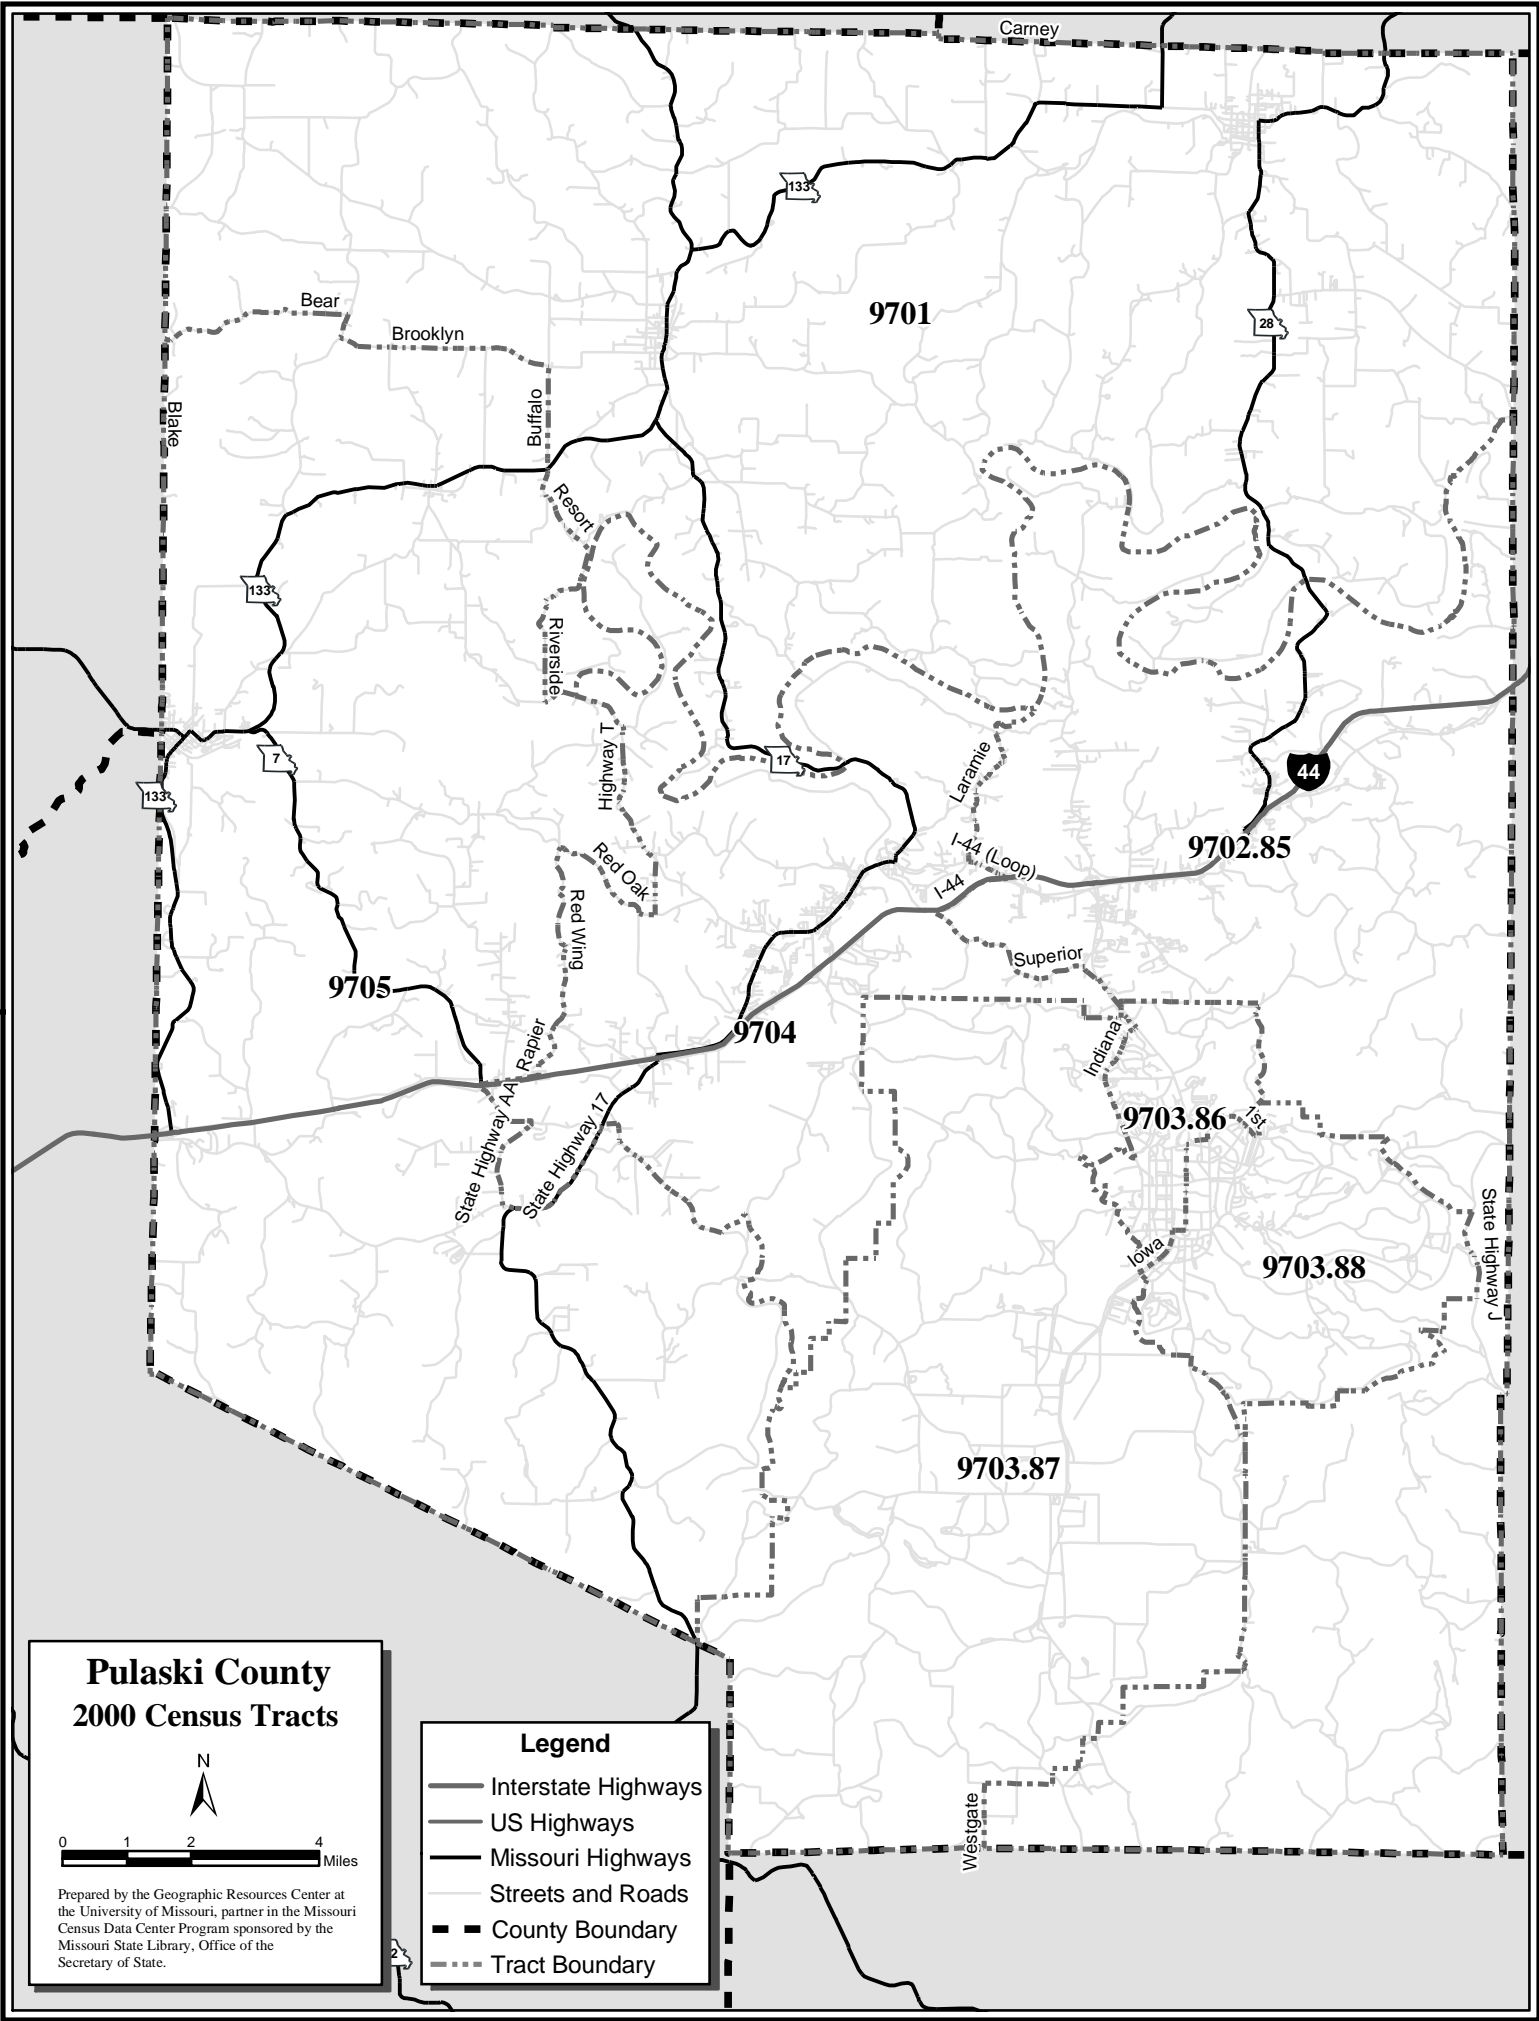 Carney
133
9701
Bear
28
Brooklyn
Blake
Buffalo
Resort
133
Riverside
Highway T
7
17
Laramie
44
133
9702.85
I-44 (Loop)
Red Oak
I-44
Red Wing
Superior
9705
Rapier
9704
Indiana
State Highway AA
State Highway 17
9703.86
1st
State Highway J
Iowa
9703.88
9703.87
Westgate
Pulaski County
2000 Census Tracts
N
0 1 2 4
Miles
Prepared by the Geographic Resources Center at
the University of Missouri, partner in the Missouri
Census Data Center Program sponsored by the
Missouri State Library, Office of the
Secretary of State.
Legend
Interstate Highways
US Highways
Missouri Highways
Streets and Roads
County Boundary
Tract Boundary
2